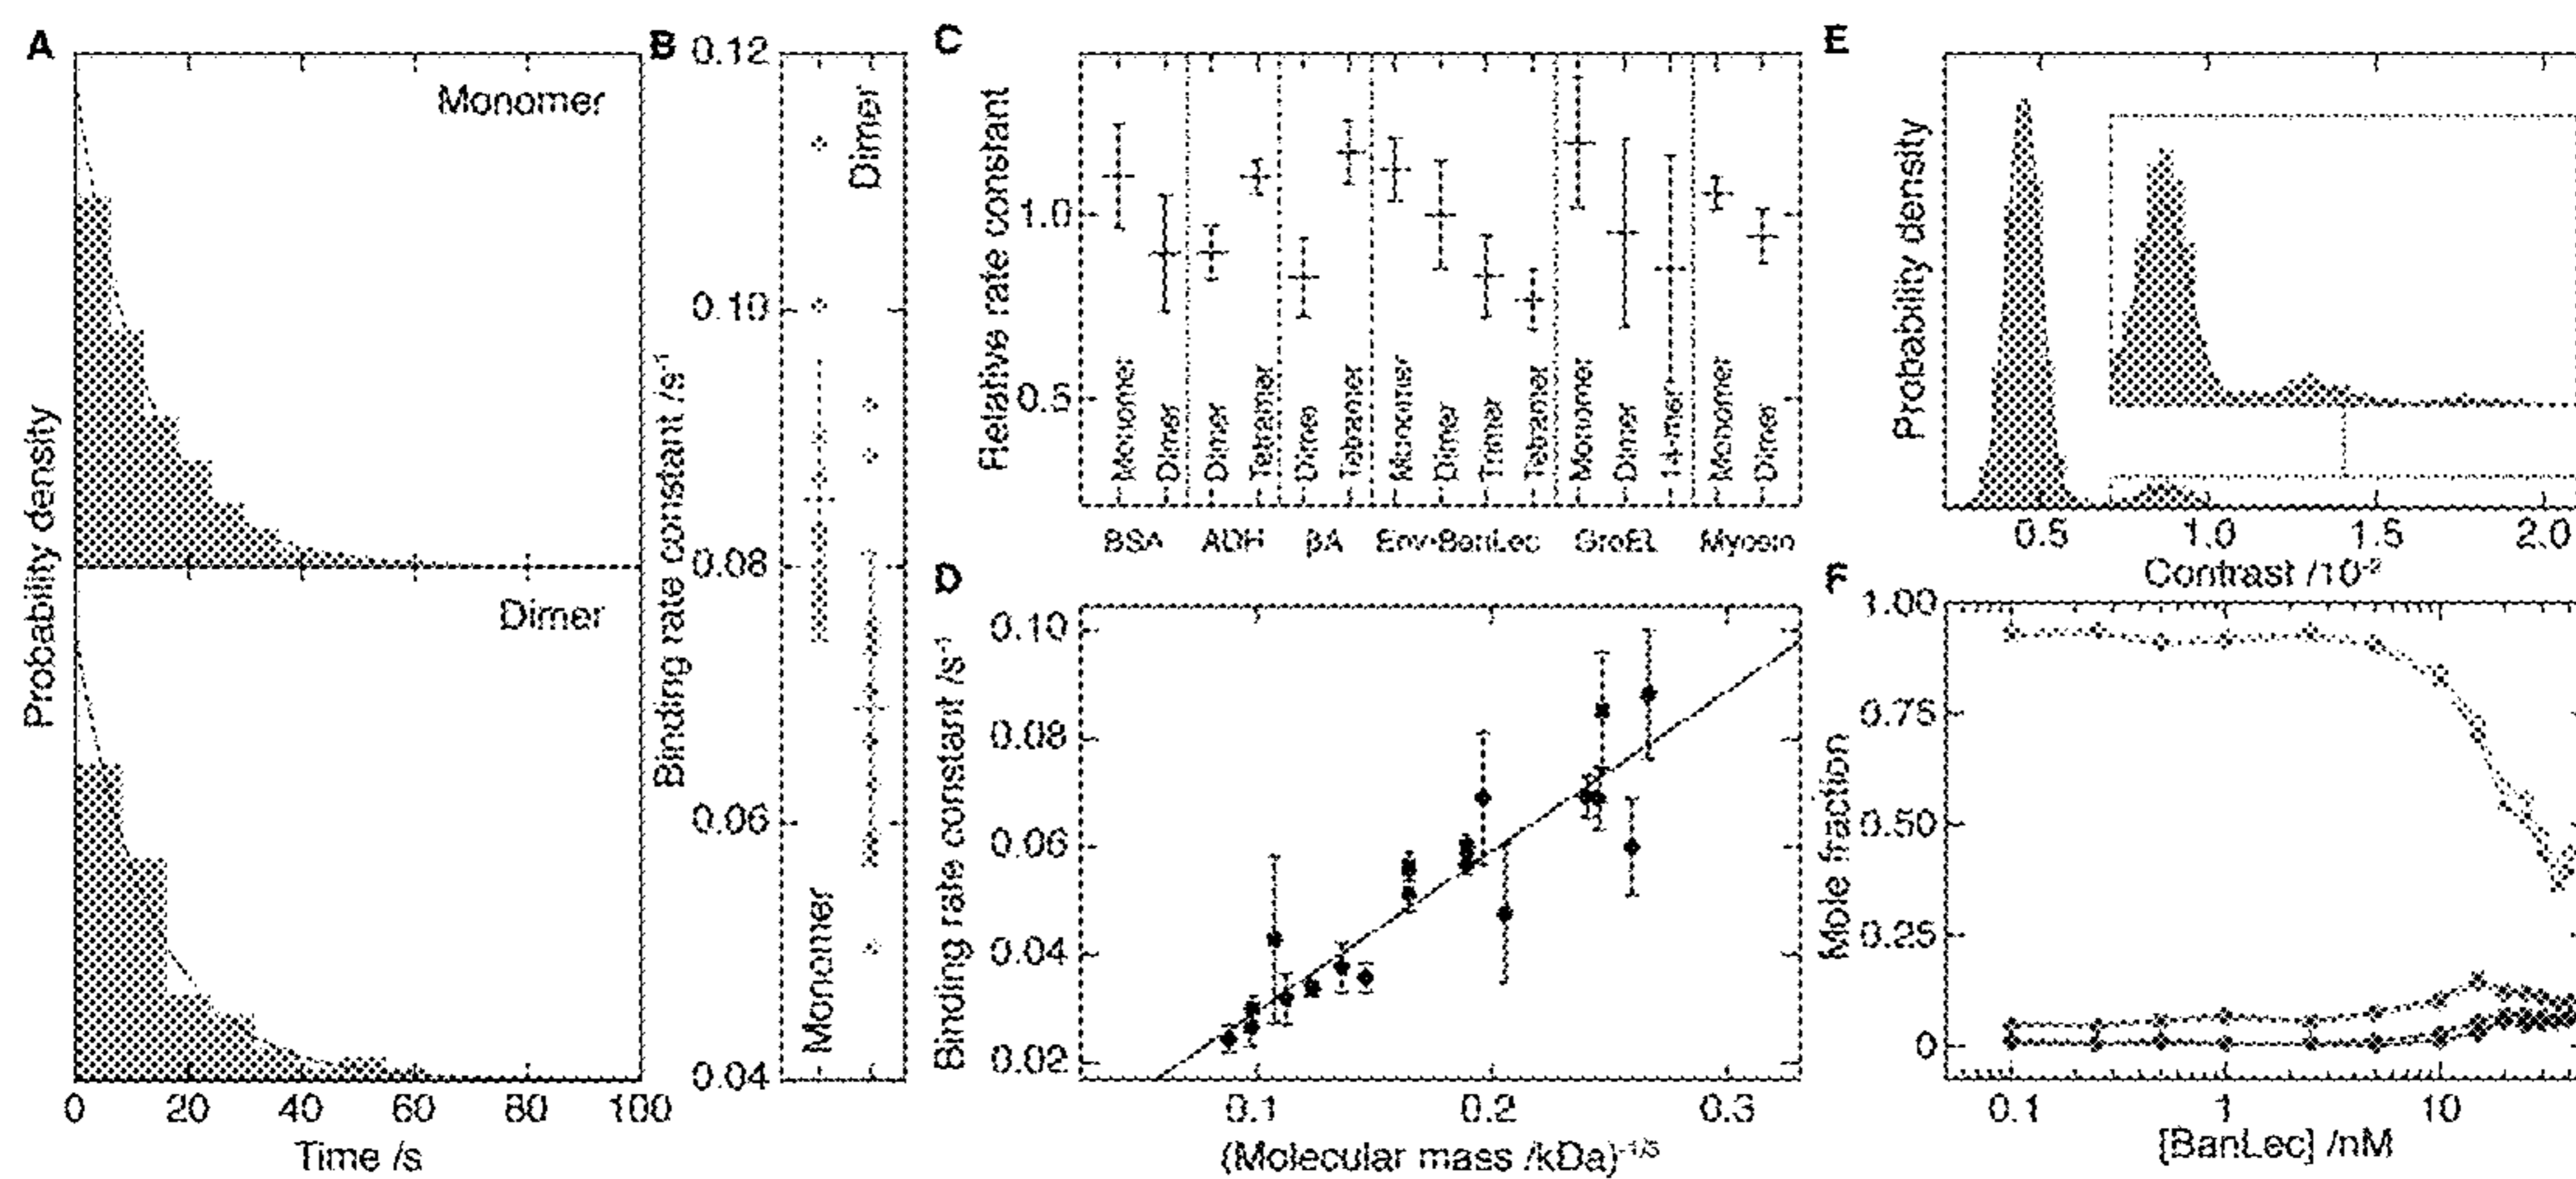 A
Monomer
Dimer
Probability density
0 20 40 60 80 100
Time /s
B
0.12
0.10
0.08
0.06
0.04
Binding rate constant /s⁻¹
Monomer
Dimer
C
Relative rate constant
1.0
0.5
Monomer Dimer Dimer Tetramer Dimer Tetramer Monomer Dimer Trimer Tetramer Monomer Dimer 14-mer Monomer Dimer
BSA ADH βA Env•BanLec GroEL Myosin
D
Binding rate constant /s⁻¹
0.10
0.08
0.06
0.04
0.02
0.1 0.2 0.3
(Molecular mass /kDa)⁻¹/³
E
Probability density
0.5 1.0 1.5 2.0
Contrast /10⁻²
F
Mole fraction
1.00
0.75
0.50
0.25
0
0.1 1 10
[BanLec] /nM